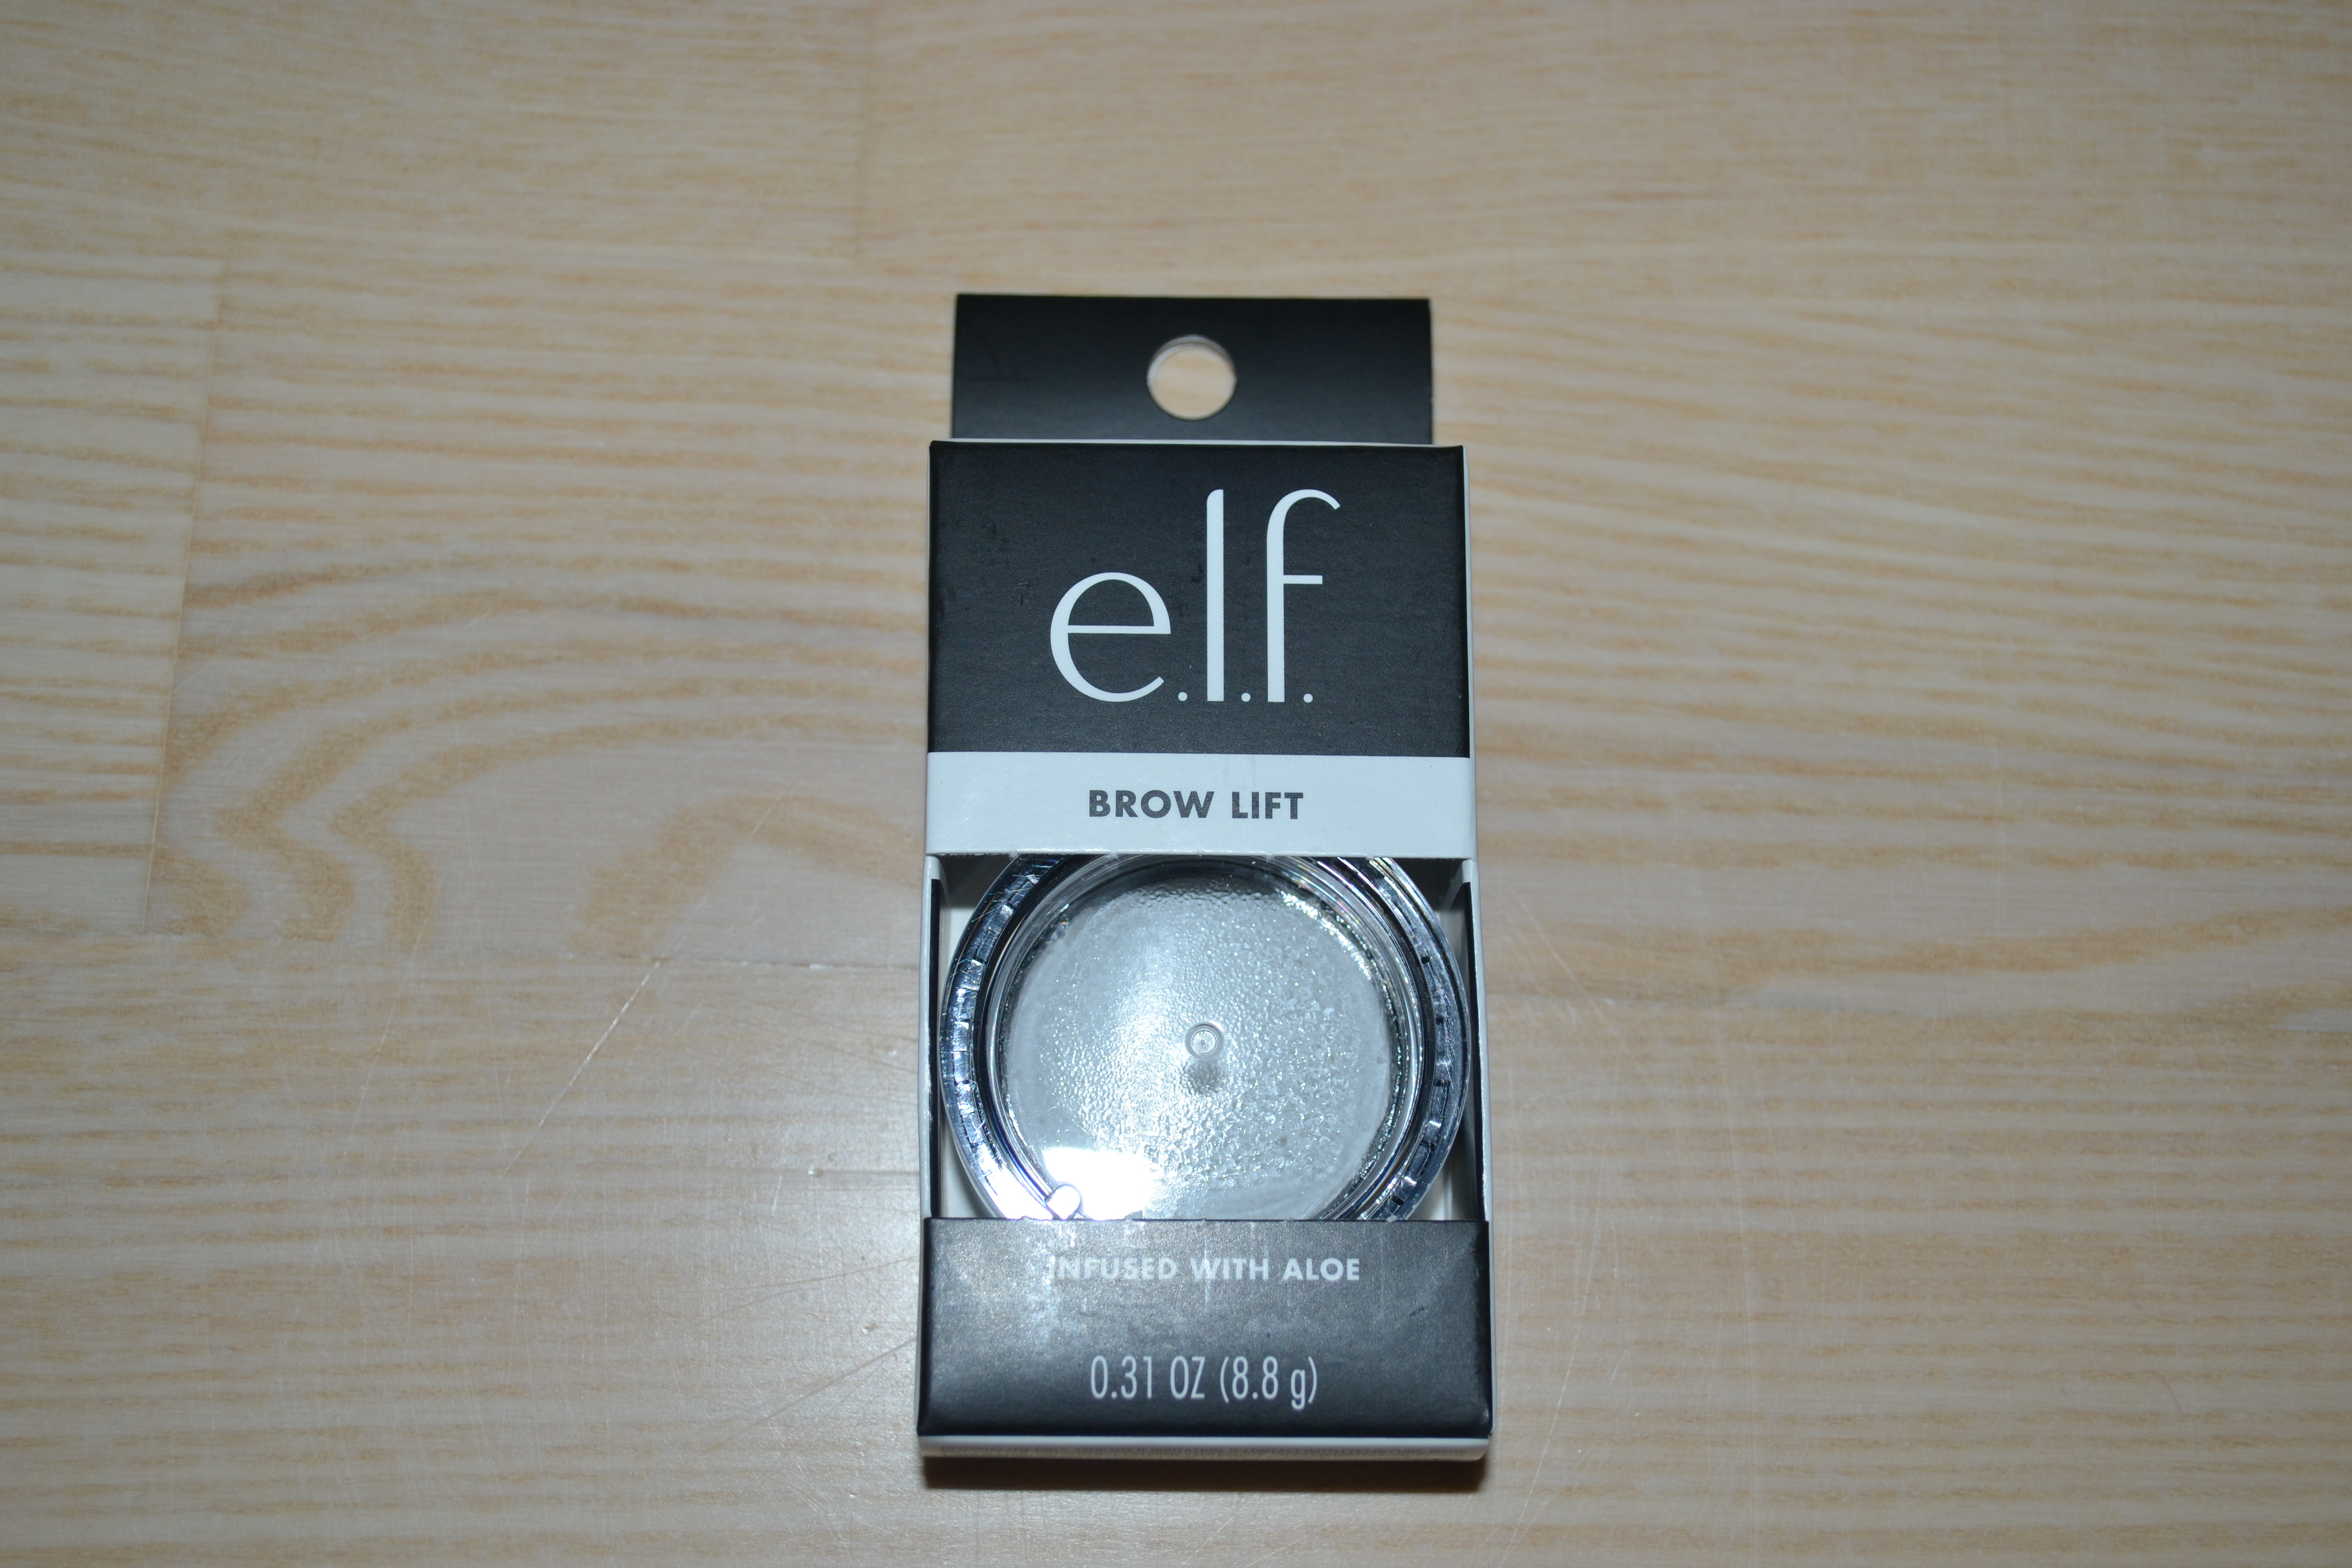 e.l.f.
BROW LIFT
INFUSED WITH ALOE
0.31 OZ (8.8 g)